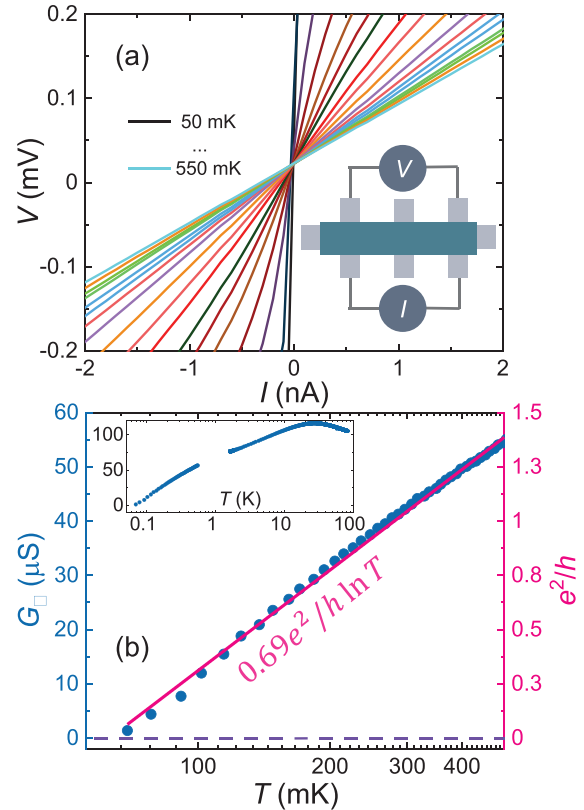 (a)
0.2
0.1
0
-0.1
-0.2
V (mV)
50 mK
...
550 mK
V
I
-2
-1
0
1
2
I (nA)
(b)
60
50
40
30
20
10
0
G□ (μS)
100
50
0
0.1
1
10
100
T (K)
0.69e²/h ln T
1.5
1.3
1
0.8
0.5
0.3
0
e²/h
100
200
300
400
T (mK)